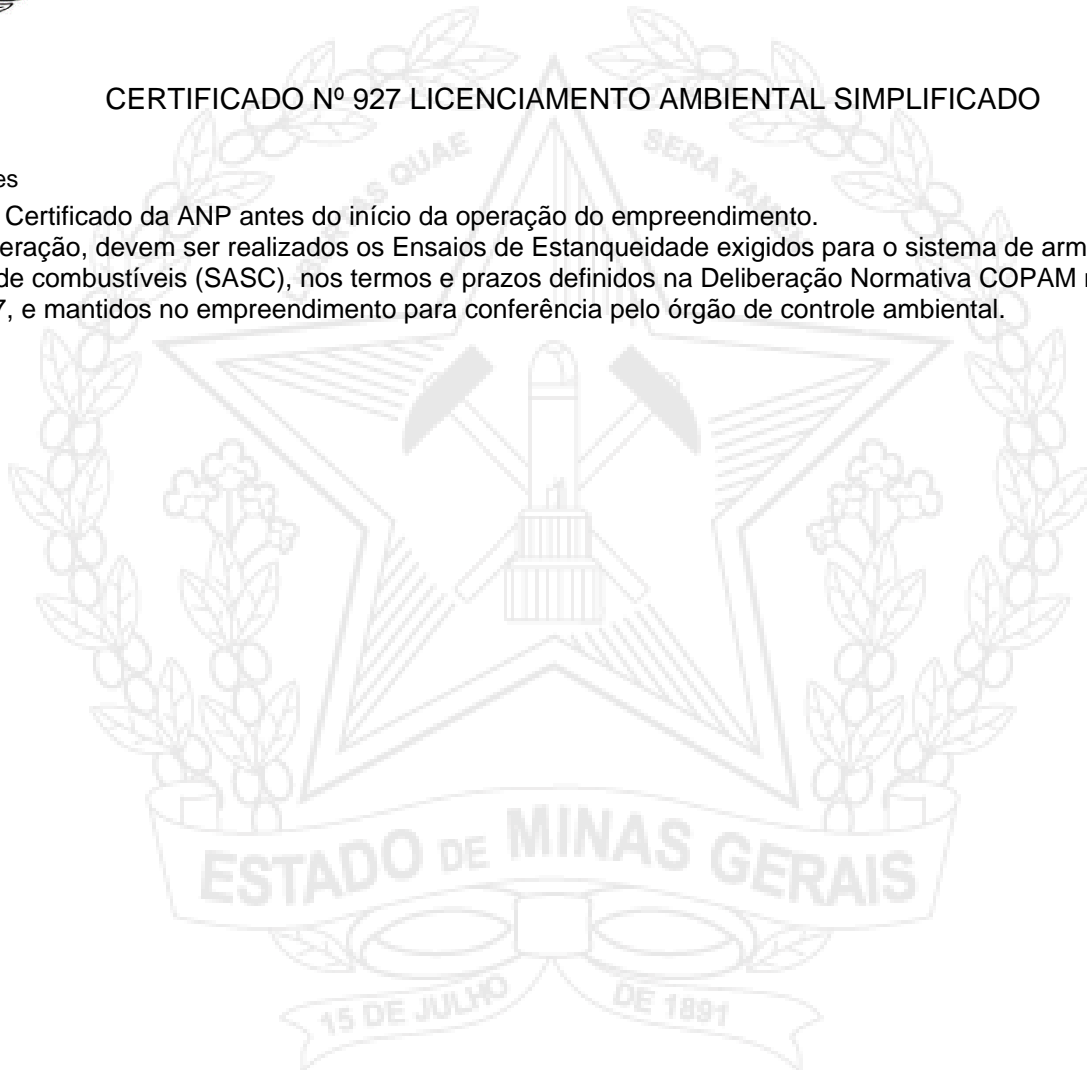 CERTIFICADO Nº 927 LICENCIAMENTO AMBIENTAL SIMPLIFICADO
es
Certificado da ANP antes do início da operação do empreendimento.
eração, devem ser realizados os Ensaios de Estanqueidade exigidos para o sistema de arm
de combustíveis (SASC), nos termos e prazos definidos na Deliberação Normativa COPAM
7, e mantidos no empreendimento para conferência pelo órgão de controle ambiental.
QUAE SERA TAMEN
ESTADO DE MINAS GERAIS
15 DE JULHO DE 1891